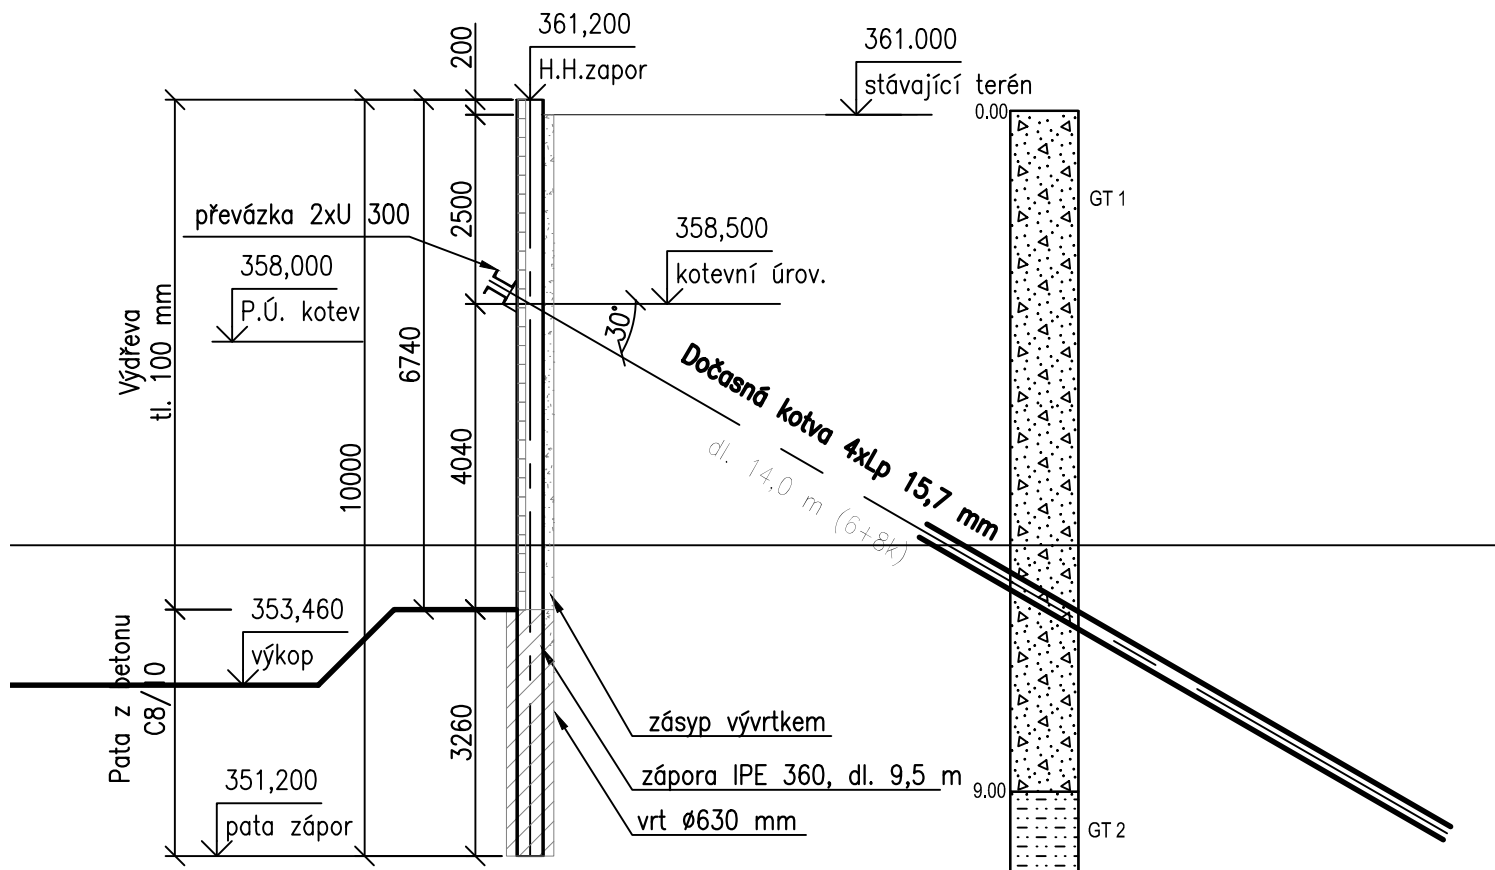 200
361,200
H.H.zapor
361.000
stávající terén
0.00
GT 1
převázka 2xU 300
2500
358,500
kotevní úrov.
358,000
P.Ú. kotev
Výdřeva
tl. 100 mm
6740
30°
10000
4040
Dočasná kotva 4xLp 15,7 mm
dl. 14,0 m (6+8k)
353,460
výkop
Pata z betonu
C8/10
3260
zásyp vývrtkem
zápora IPE 360, dl. 9,5 m
vrt Ø630 mm
351,200
pata zápor
9.00
GT 2